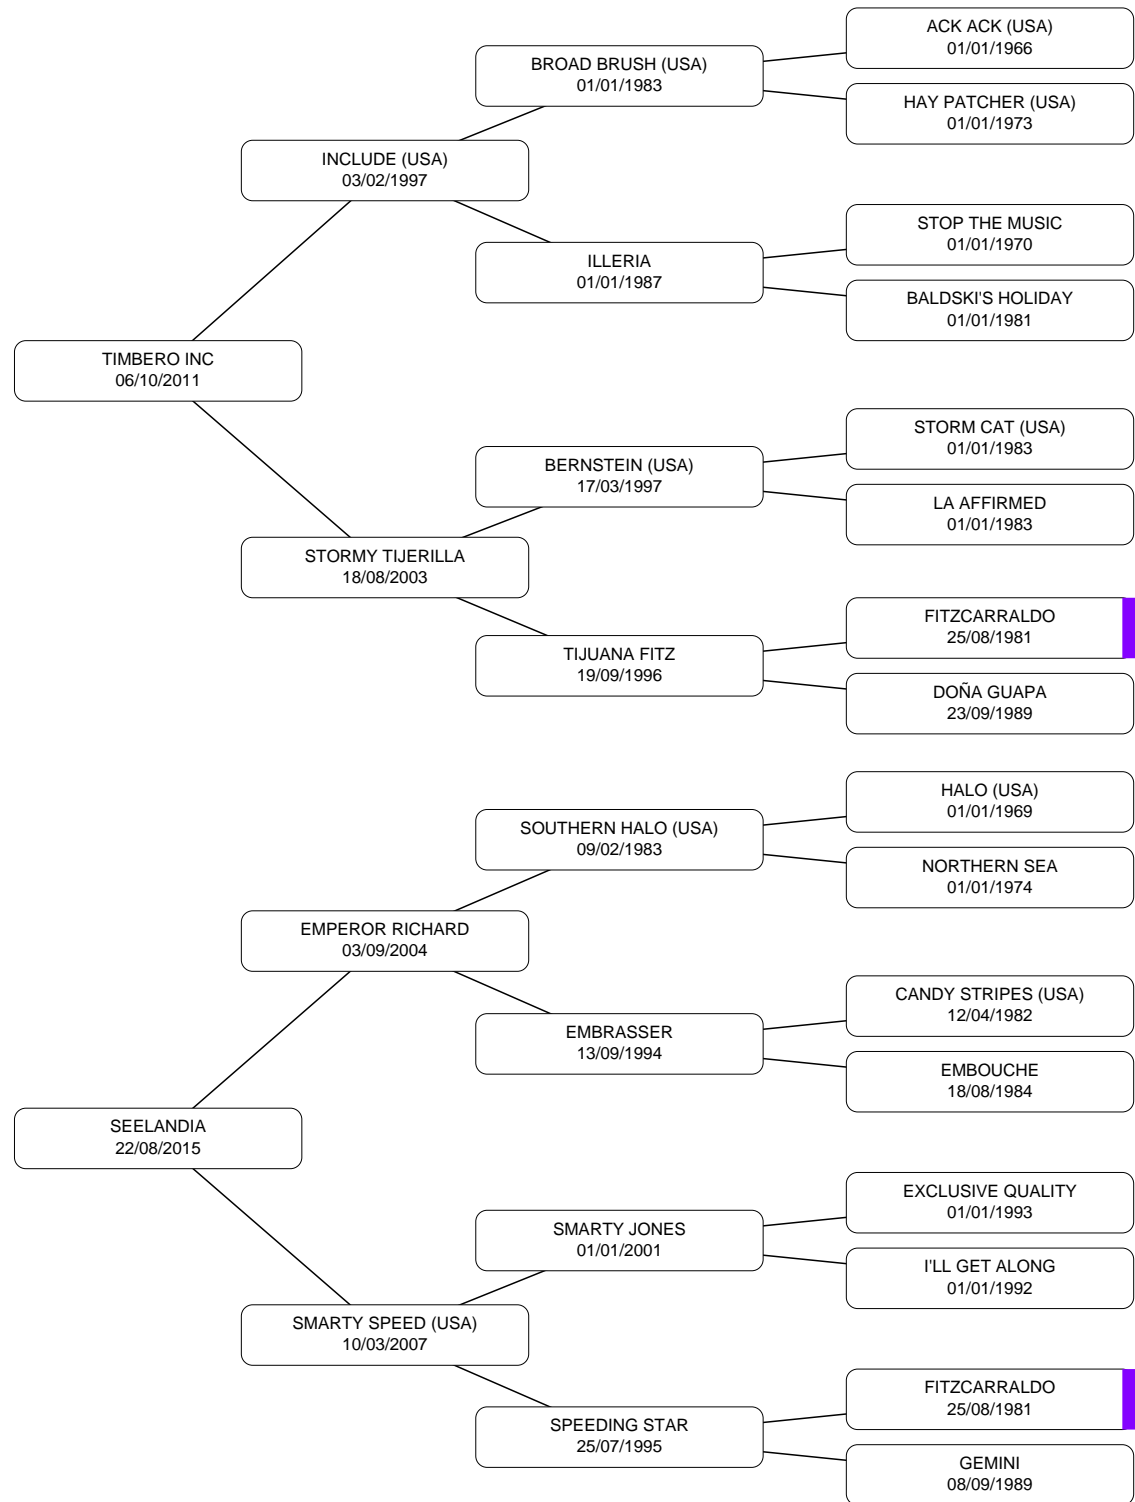 ACK ACK (USA)
01/01/1966
BROAD BRUSH (USA)
01/01/1983
HAY PATCHER (USA)
01/01/1973
INCLUDE (USA)
03/02/1997
STOP THE MUSIC
01/01/1970
ILLERIA
01/01/1987
BALDSKI'S HOLIDAY
01/01/1981
TIMBERO INC
06/10/2011
STORM CAT (USA)
01/01/1983
BERNSTEIN (USA)
17/03/1997
LA AFFIRMED
01/01/1983
STORMY TIJERILLA
18/08/2003
FITZCARRALDO
25/08/1981
TIJUANA FITZ
19/09/1996
DOÑA GUAPA
23/09/1989
HALO (USA)
01/01/1969
SOUTHERN HALO (USA)
09/02/1983
NORTHERN SEA
01/01/1974
EMPEROR RICHARD
03/09/2004
CANDY STRIPES (USA)
12/04/1982
EMBRASSER
13/09/1994
EMBOUCHE
18/08/1984
SEELANDIA
22/08/2015
EXCLUSIVE QUALITY
01/01/1993
SMARTY JONES
01/01/2001
I'LL GET ALONG
01/01/1992
SMARTY SPEED (USA)
10/03/2007
FITZCARRALDO
25/08/1981
SPEEDING STAR
25/07/1995
GEMINI
08/09/1989